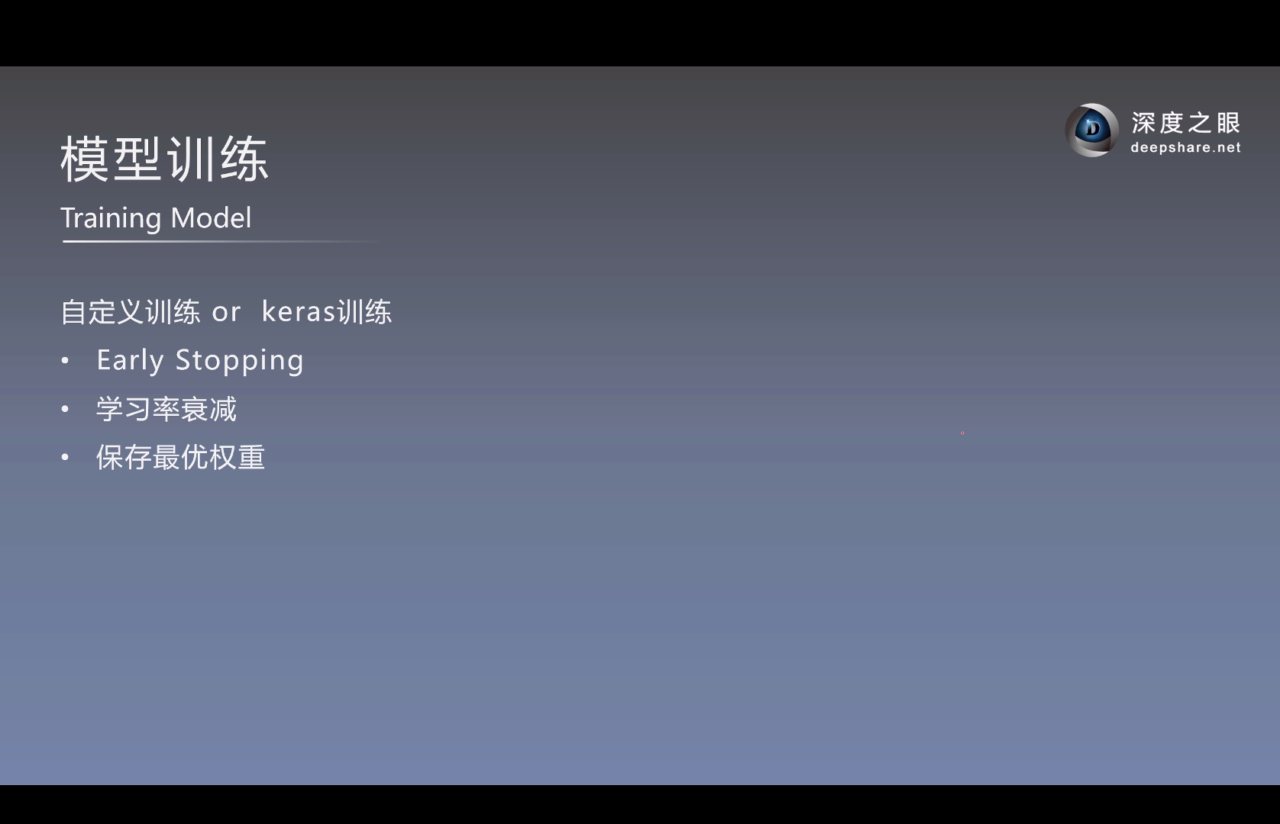 深度之眼
deepshare.net
模型训练
Training Model
自定义训练 or keras训练
• Early Stopping
• 学习率衰减
• 保存最优权重